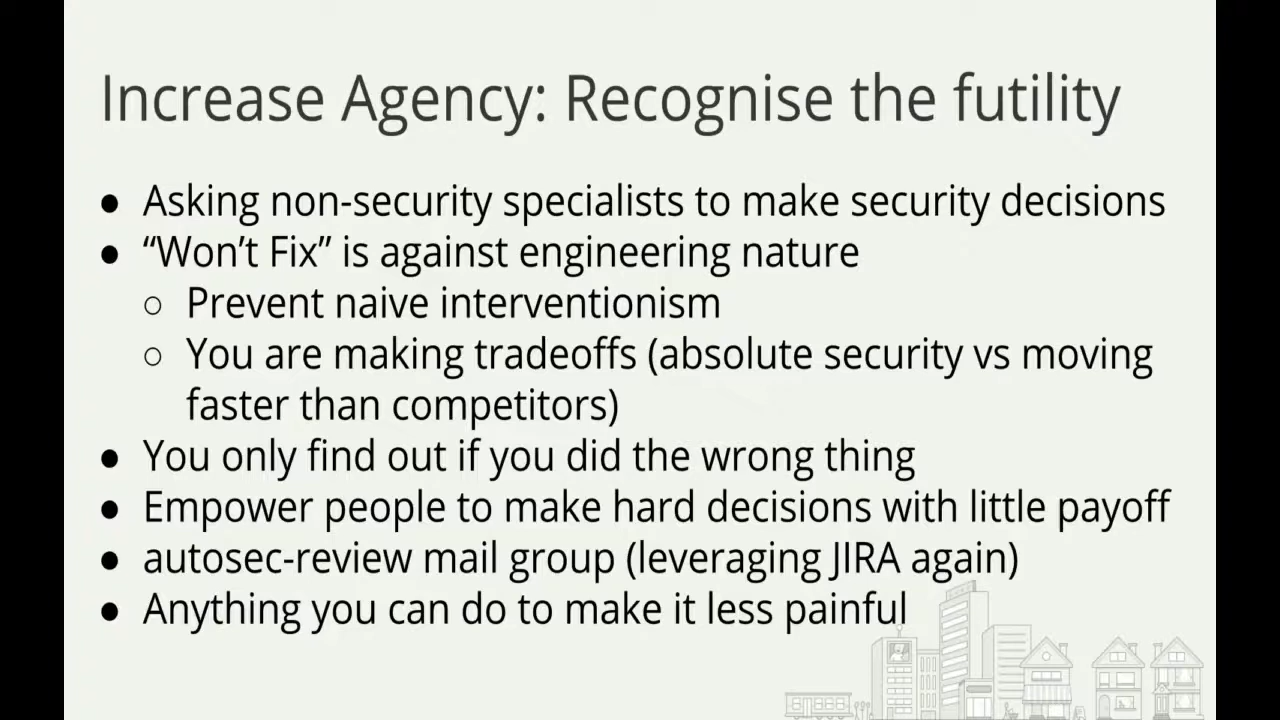 Increase Agency: Recognise the futility
● Asking non-security specialists to make security decisions
● “Won’t Fix” is against engineering nature
○ Prevent naive interventionism
○ You are making tradeoffs (absolute security vs moving
faster than competitors)
● You only find out if you did the wrong thing
● Empower people to make hard decisions with little payoff
● autosec-review mail group (leveraging JIRA again)
● Anything you can do to make it less painful